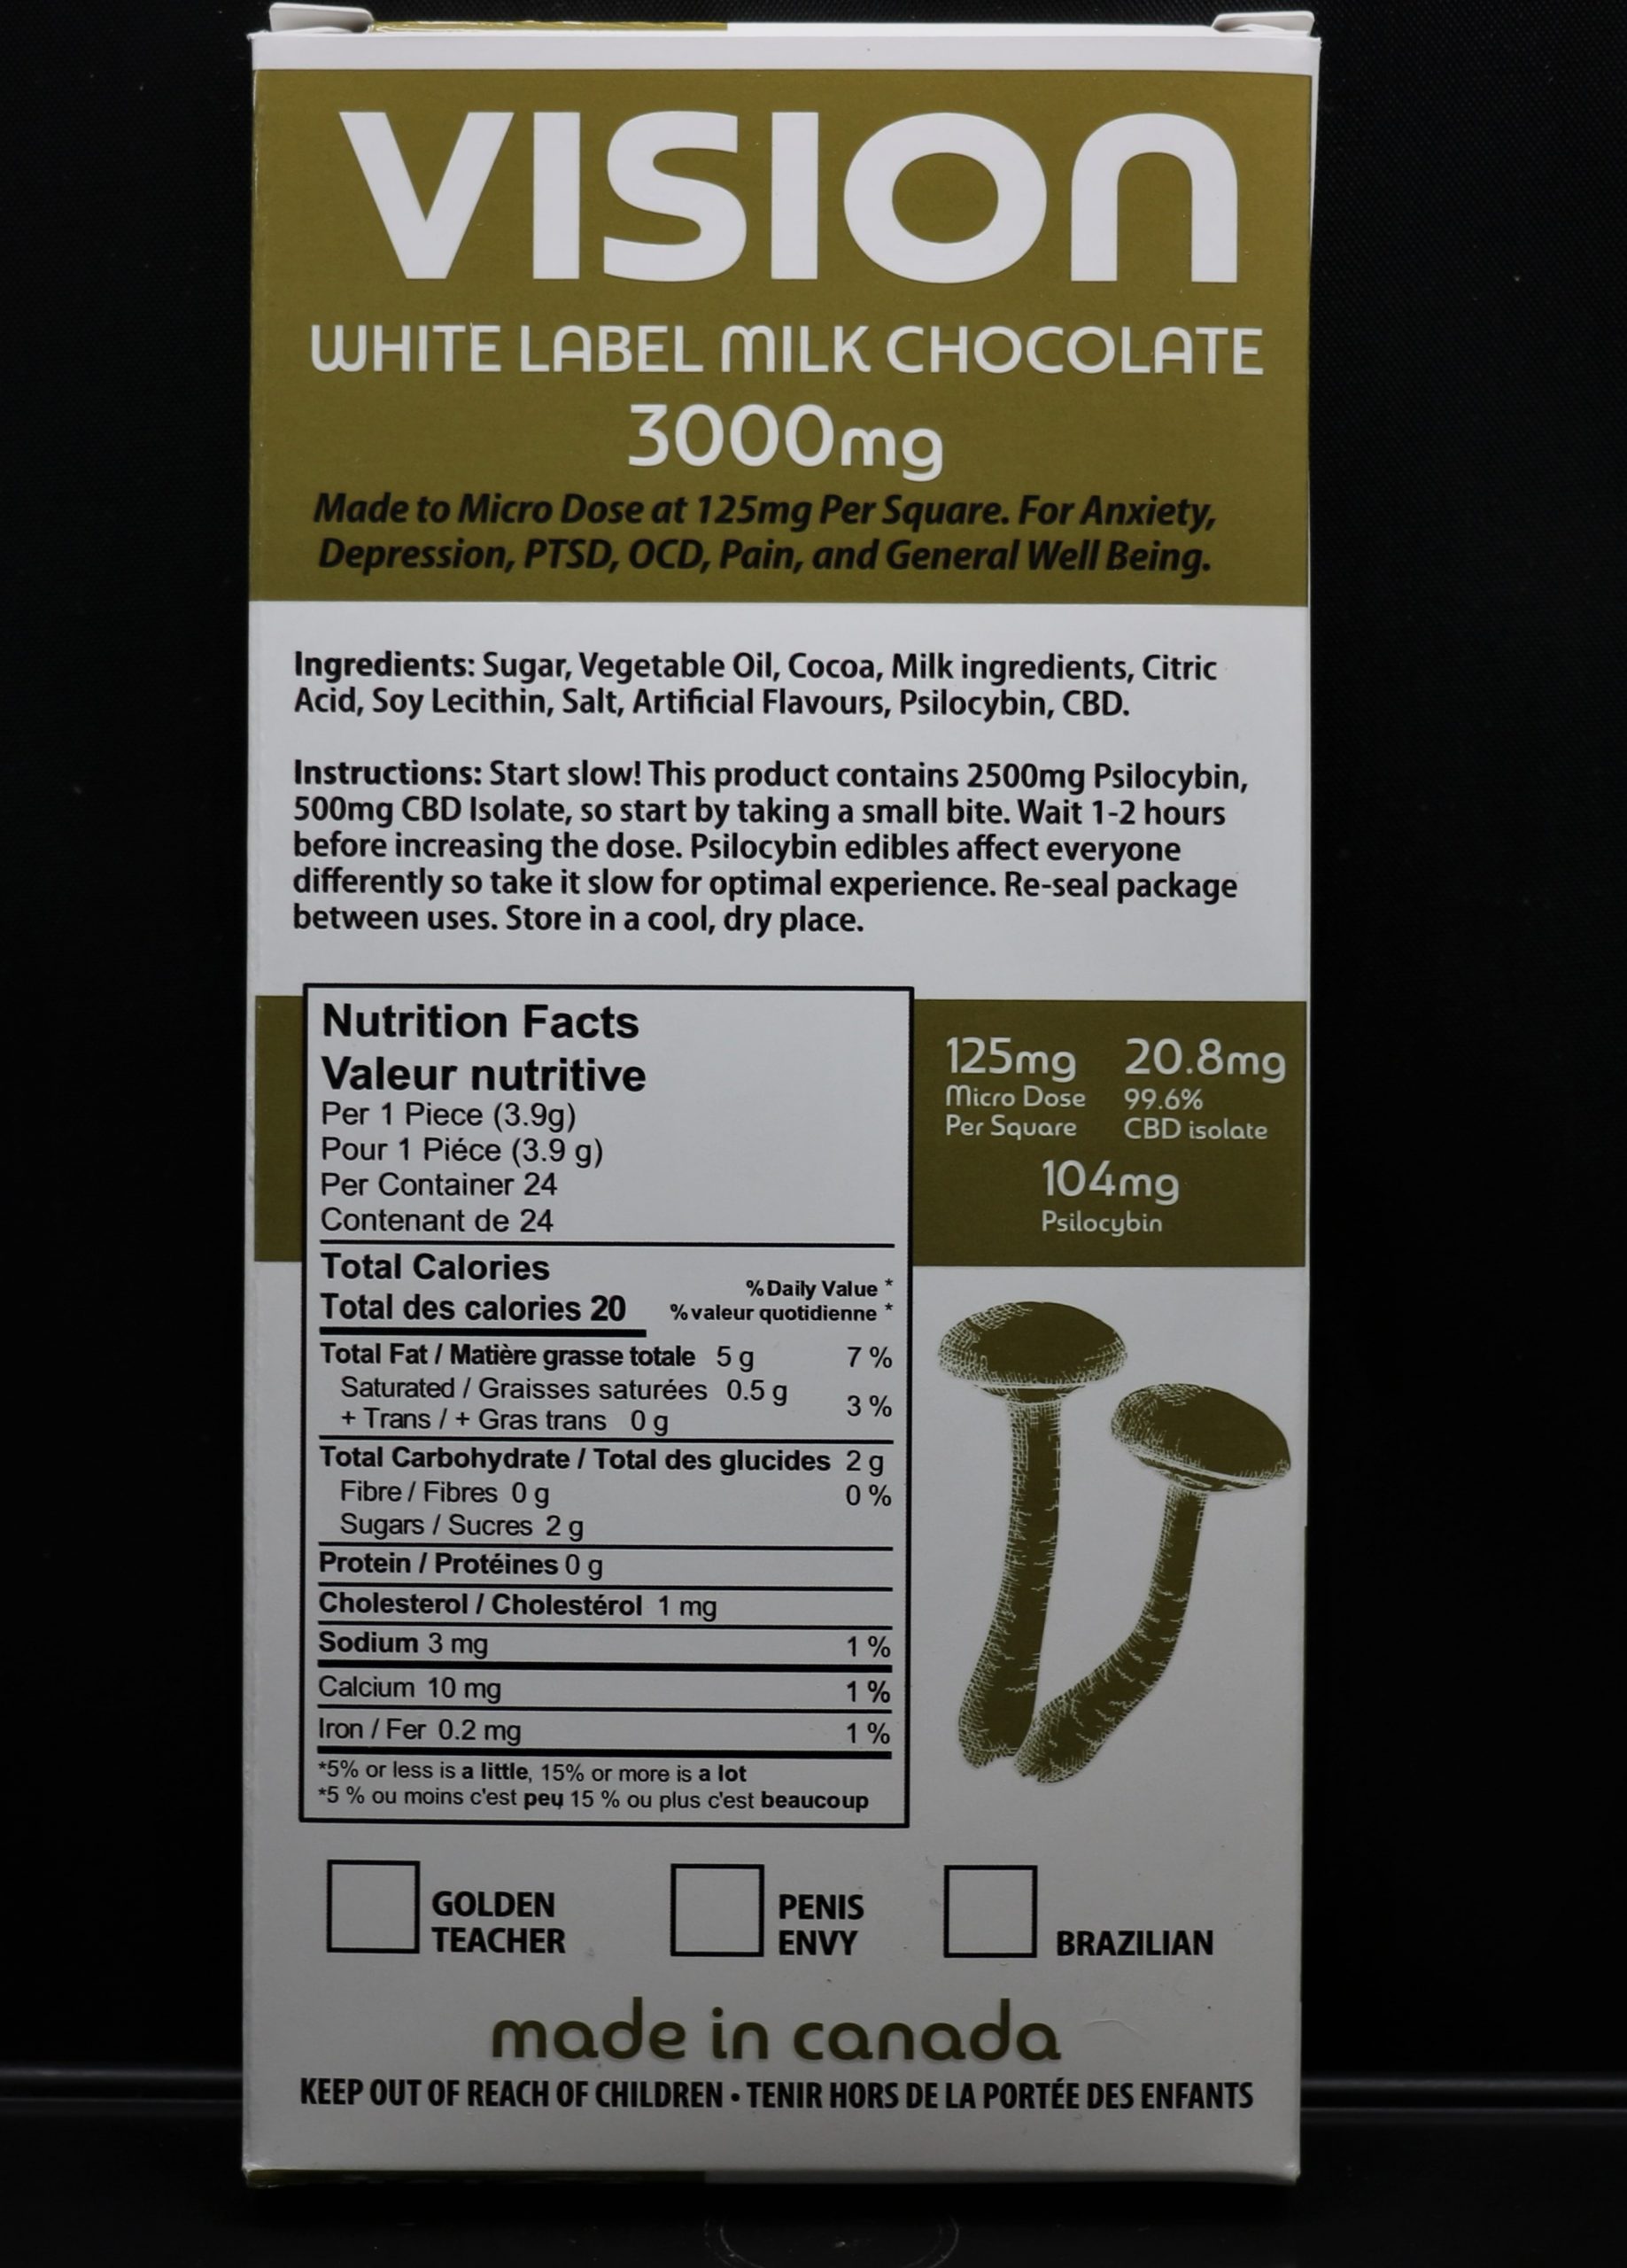 VISION
WHITE LABEL MILK CHOCOLATE
3000mg
Made to Micro Dose at 125mg Per Square. For Anxiety,
Depression, PTSD, OCD, Pain, and General Well Being.
Ingredients: Sugar, Vegetable Oil, Cocoa, Milk ingredients, Citric
Acid, Soy Lecithin, Salt, Artificial Flavours, Psilocybin, CBD.
Instructions: Start slow! This product contains 2500mg Psilocybin,
500mg CBD Isolate, so start by taking a small bite. Wait 1-2 hours
before increasing the dose. Psilocybin edibles affect everyone
differently so take it slow for optimal experience. Re-seal package
between uses. Store in a cool, dry place.
Nutrition Facts
Valeur nutritive
Per 1 Piece (3.9g)
Pour 1 Piéce (3.9 g)
Per Container 24
Contenant de 24
Total Calories
Total des calories 20
% Daily Value *
% valeur quotidienne *
Total Fat / Matière grasse totale 5 g 7 %
Saturated / Graisses saturées 0.5 g
+ Trans / + Gras trans 0 g 3 %
Total Carbohydrate / Total des glucides 2 g
Fibre / Fibres 0 g 0 %
Sugars / Sucres 2 g
Protein / Protéines 0 g
Cholesterol / Cholestérol 1 mg
Sodium 3 mg 1 %
Calcium 10 mg 1 %
Iron / Fer 0.2 mg 1 %
*5% or less is a little, 15% or more is a lot
*5 % ou moins c'est peu 15 % ou plus c'est beaucoup
125mg 20.8mg
Micro Dose 99.6%
Per Square CBD isolate
104mg
Psilocybin
GOLDEN
TEACHER
PENIS
ENVY
BRAZILIAN
made in canada
KEEP OUT OF REACH OF CHILDREN • TENIR HORS DE LA PORTÉE DES ENFANTS